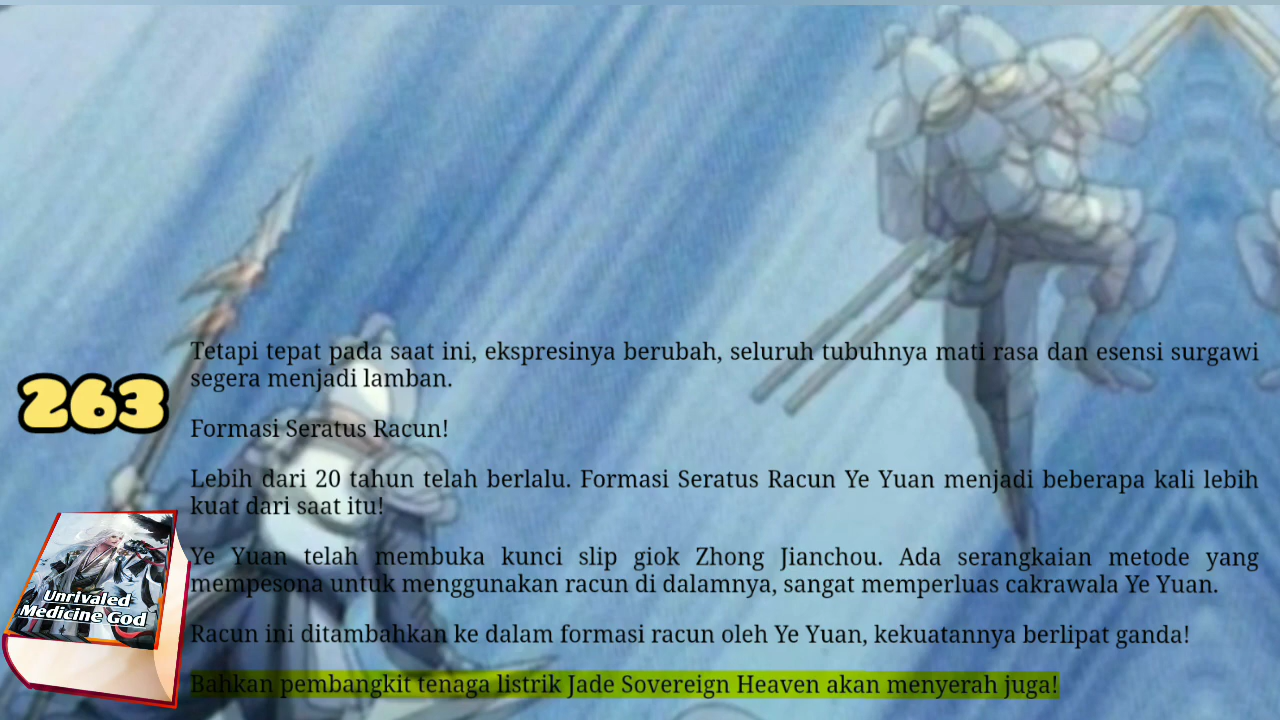 Tetapi tepat pada saat ini, ekspresinya berubah, seluruh tubuhnya mati rasa dan esensi surgawi
segera menjadi lamban.
263
Formasi Seratus Racun!
Lebih dari 20 tahun telah berlalu. Formasi Seratus Racun Ye Yuan menjadi beberapa kali lebih
kuat dari saat itu!
Ye Yuan telah membuka kunci slip giok Zhong Jianchou. Ada serangkaian metode yang
mempesona untuk menggunakan racun di dalamnya, sangat memperluas cakrawala Ye Yuan.
Unrivaled
Medicine God
Racun ini ditambahkan ke dalam formasi racun oleh Ye Yuan, kekuatannya berlipat ganda!
Bahkan pembangkit tenaga listrik Jade Sovereign Heaven akan menyerah juga!